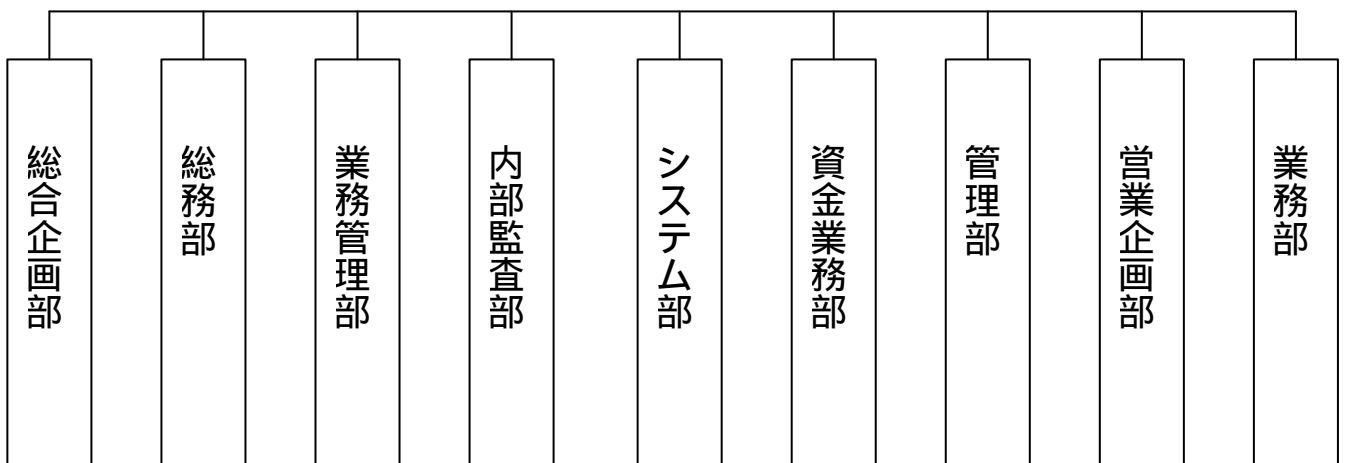 総合企画部
総務部
業務管理部
内部監査部
システム部
資金業務部
管理部
営業企画部
業務部